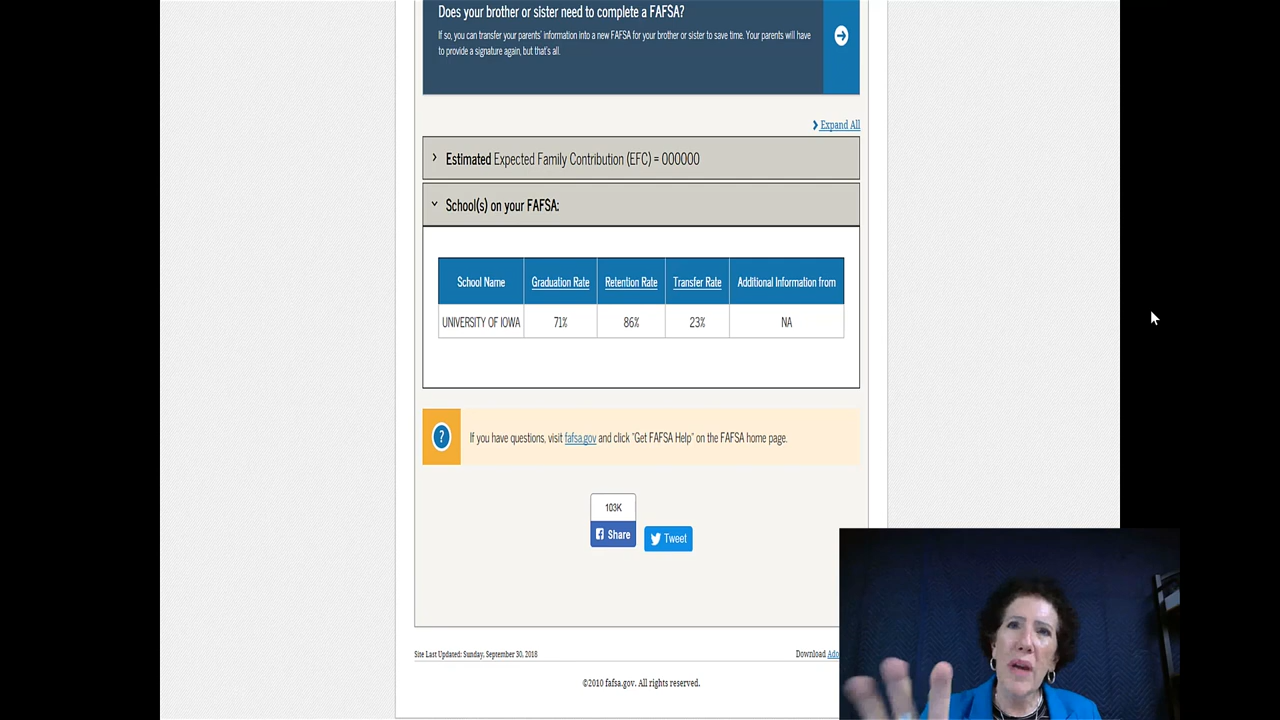 Does your brother or sister need to complete a FAFSA?
If so, you can transfer your parents' information into a new FAFSA for your brother or sister to save time. Your parents will have
to provide a signature again, but that's all.
Expand All
Estimated Expected Family Contribution (EFC) = 000000
School(s) on your FAFSA:
School Name Graduation Rate Retention Rate Transfer Rate Additional Information from
UNIVERSITY OF IOWA 71% 86% 23% NA
If you have questions, visit fafsa.gov and click "Get FAFSA Help" on the FAFSA home page.
103K
Share
Tweet
Site Last Updated: Sunday, September 30, 2018
Download Ado
©2010 fafsa.gov. All rights reserved.